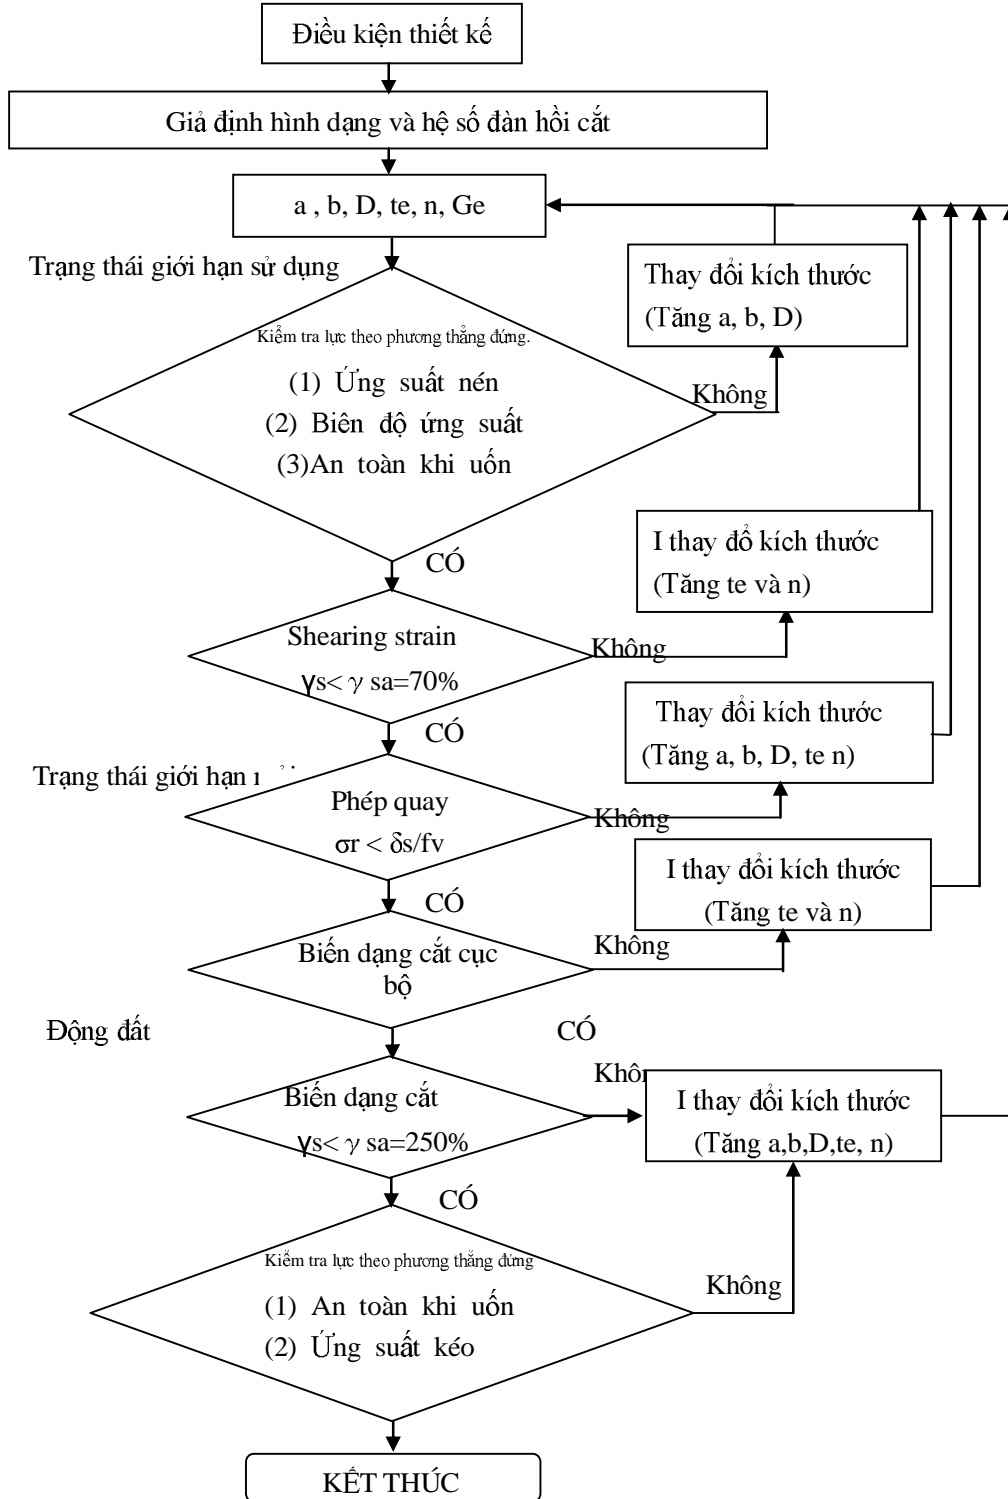 Điều kiện thiết kế
Giả định hình dạng và hệ số đàn hồi cắt
a , b, D, te, n, Ge
Trạng thái giới hạn sử dụng
Thay đổi kích thước
(Tăng a, b, D)
Kiểm tra lực theo phương thẳng đứng.
(1) Ứng suất nén
(2) Biên độ ứng suất
(3)An toàn khi uốn
Không
CÓ
I thay đổ kích thước
(Tăng te và n)
Shearing strain
γs< γ sa=70%
Không
CÓ
Thay đổi kích thước
(Tăng a, b, D, te n)
Trạng thái giới hạn
Phép quay
σr < δs/fv
Không
CÓ
I thay đổi kích thước
(Tăng te và n)
Biến dạng cắt cục
bộ
Không
Động đất
CÓ
Biến dạng cắt
γs< γ sa=250%
I thay đổi kích thước
(Tăng a,b,D,te, n)
CÓ
Kiểm tra lực theo phương thẳng đứng
(1) An toàn khi uốn
(2) Ứng suất kéo
Không
KẾT THÚC